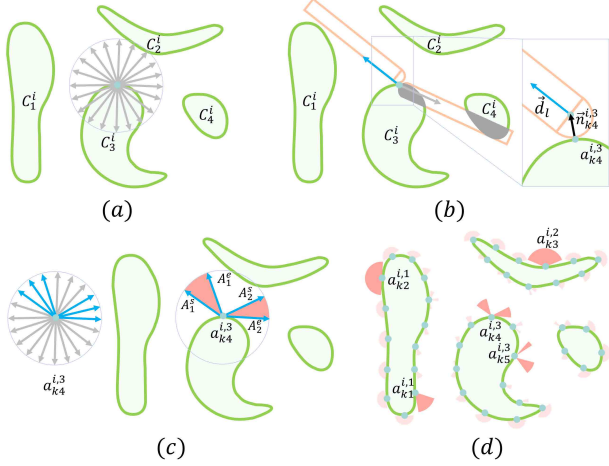 $C_1^i$ $C_2^i$ $C_3^i$ $C_4^i$
(a)
$C_1^i$ $C_2^i$ $C_3^i$ $C_4^i$ $\vec{d}_l$ $\vec{n}_{k4}^{i,3}$ $a_{k4}^{i,3}$
(b)
$a_{k4}^{i,3}$ $A_1^s$ $A_1^e$ $A_2^s$ $A_2^e$ $a_{k4}^{i,3}$
(c)
$a_{k2}^{i,1}$ $a_{k3}^{i,2}$ $a_{k4}^{i,3}$ $a_{k5}^{i,3}$ $a_{k1}^{i,1}$
(d)